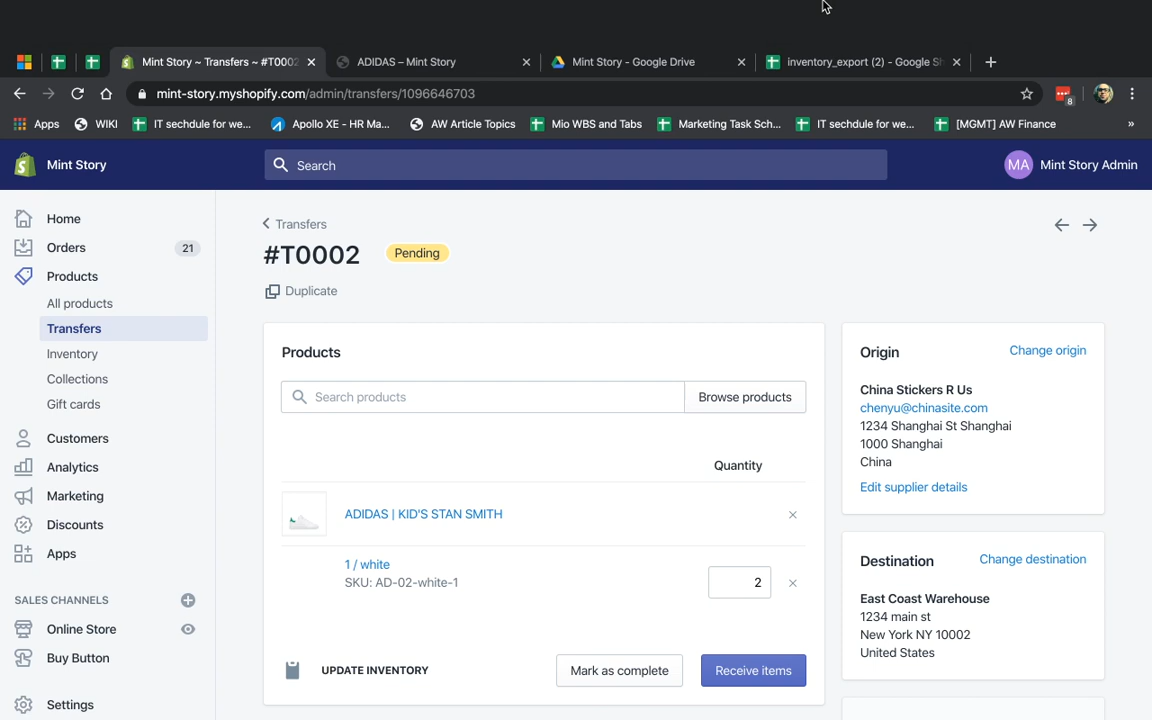 Mint Story ~ Transfers ~ #T0002
ADIDAS – Mint Story
Mint Story - Google Drive
inventory_export (2) - Google Sh
mint-story.myshopify.com/admin/transfers/1096646703
8
Apps
WIKI
IT sechdule for we...
Apollo XE - HR Ma...
AW Article Topics
Mio WBS and Tabs
Marketing Task Sch...
IT sechdule for we...
[MGMT] AW Finance
»
Mint Story
Search
MA
Mint Story Admin
Home
Orders
21
Products
All products
Transfers
Inventory
Collections
Gift cards
Customers
Analytics
Marketing
Discounts
Apps
SALES CHANNELS
Online Store
Buy Button
Settings
Transfers
#T0002
Pending
Duplicate
Products
Search products
Browse products
Quantity
ADIDAS | KID'S STAN SMITH
1 / white
SKU: AD-02-white-1
2
UPDATE INVENTORY
Mark as complete
Receive items
Origin
Change origin
China Stickers R Us
chenyu@chinasite.com
1234 Shanghai St Shanghai
1000 Shanghai
China
Edit supplier details
Destination
Change destination
East Coast Warehouse
1234 main st
New York NY 10002
United States